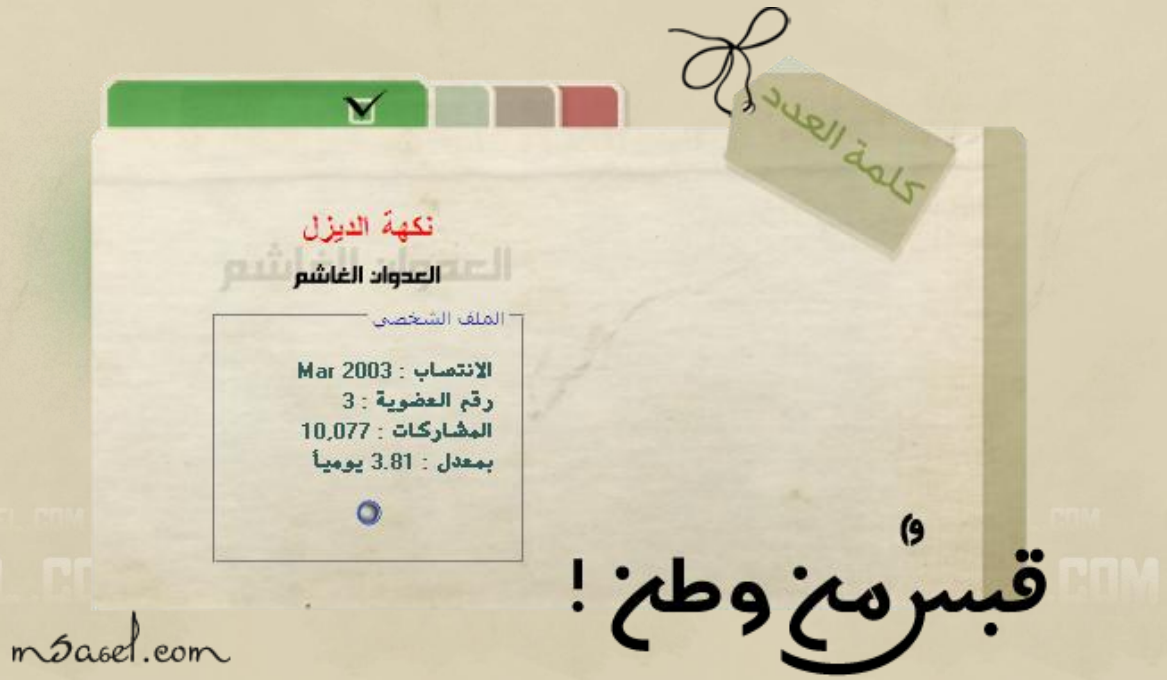 كلمة العدد
نكهة الديزل
العدوان الغاشم
الملف الشخصي
الانتساب : Mar 2003
رقم العضوية : 3
المشاركات : 10,077
بمعدل : 3.81 يومياً
قبسٌ من وطن !
msasel.com